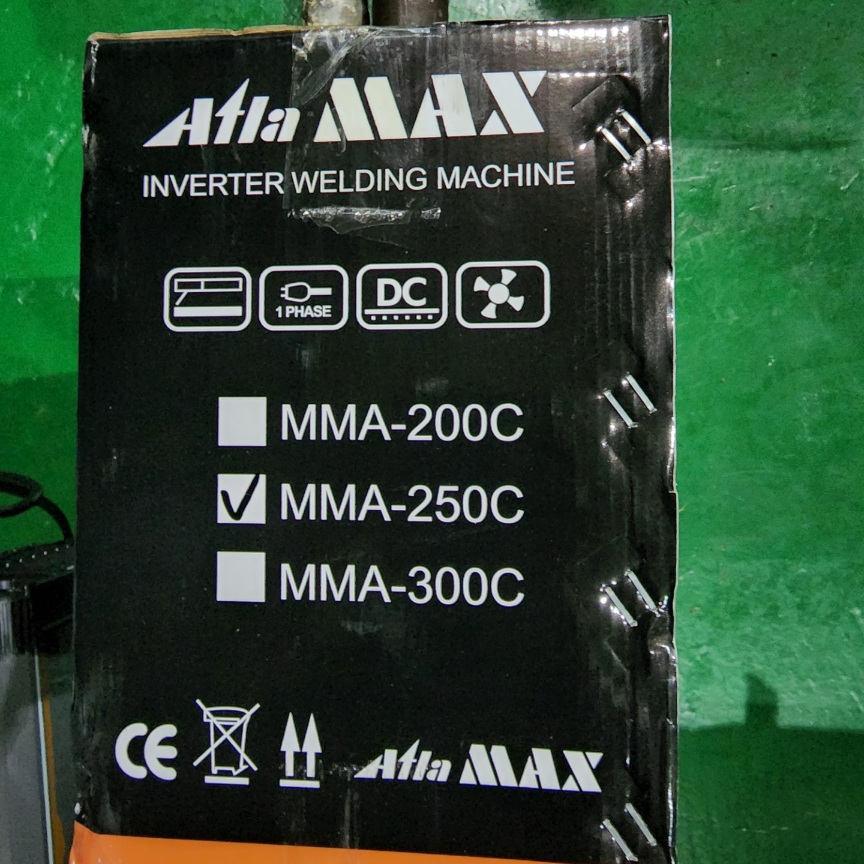 Atla MAX
INVERTER WELDING MACHINE
1 PHASE
DC
MMA-200C
MMA-250C
MMA-300C
CE
Atla MAX